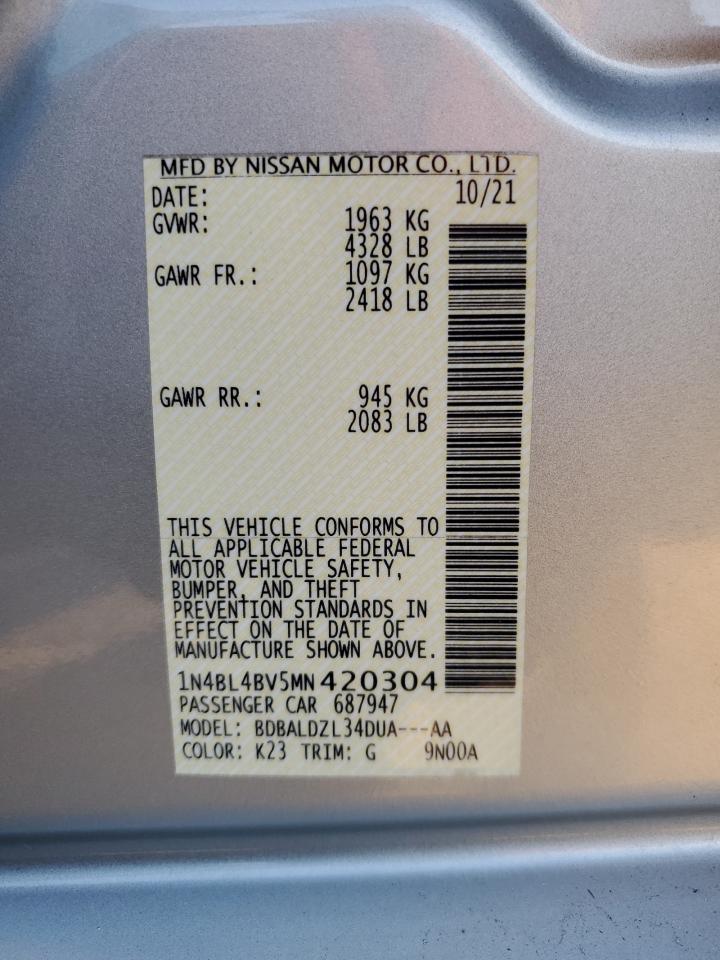 MFD BY NISSAN MOTOR CO., LTD.
DATE: 10/21
GVWR: 1963 KG
4328 LB
GAWR FR.: 1097 KG
2418 LB
GAWR RR.: 945 KG
2083 LB
THIS VEHICLE CONFORMS TO
ALL APPLICABLE FEDERAL
MOTOR VEHICLE SAFETY,
BUMPER, AND THEFT
PREVENTION STANDARDS IN
EFFECT ON THE DATE OF
MANUFACTURE SHOWN ABOVE.
1N4BL4BV5MN420304
PASSENGER CAR 687947
MODEL: BDBALDZL34DUA---AA
COLOR: K23 TRIM: G 9N00A